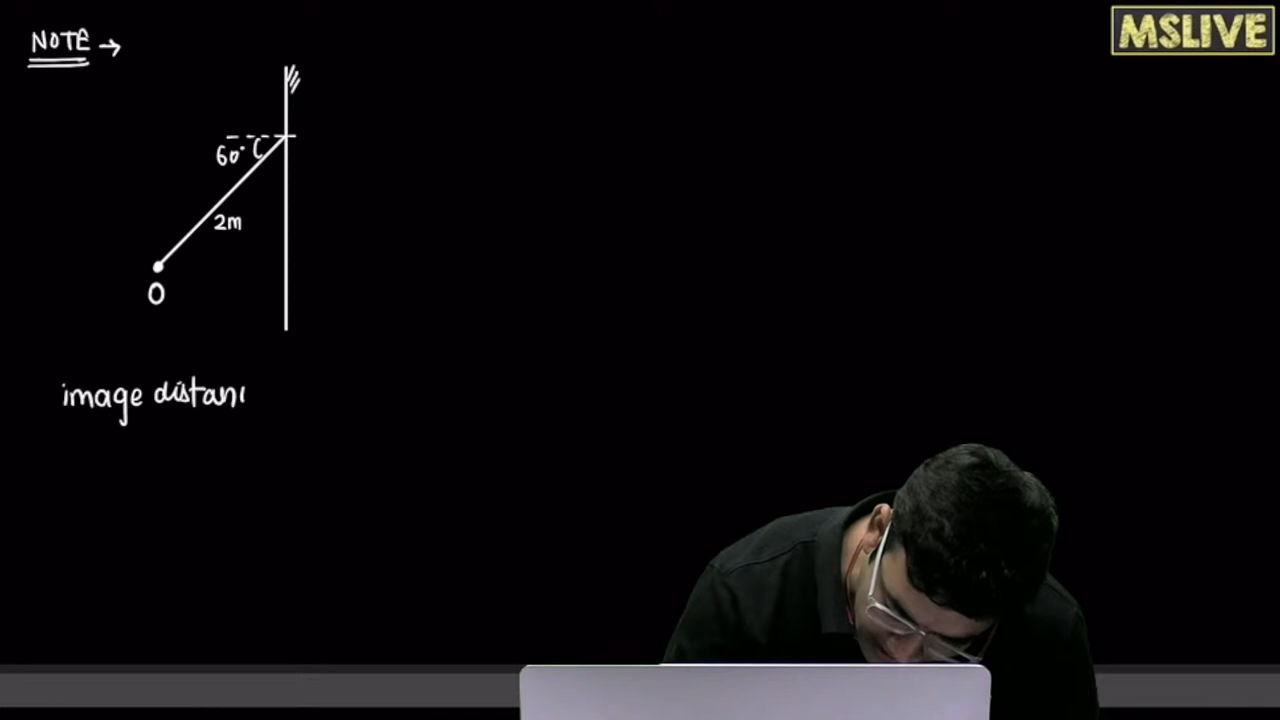 NOTE →
MSLIVE
60°
2m
O
image distan